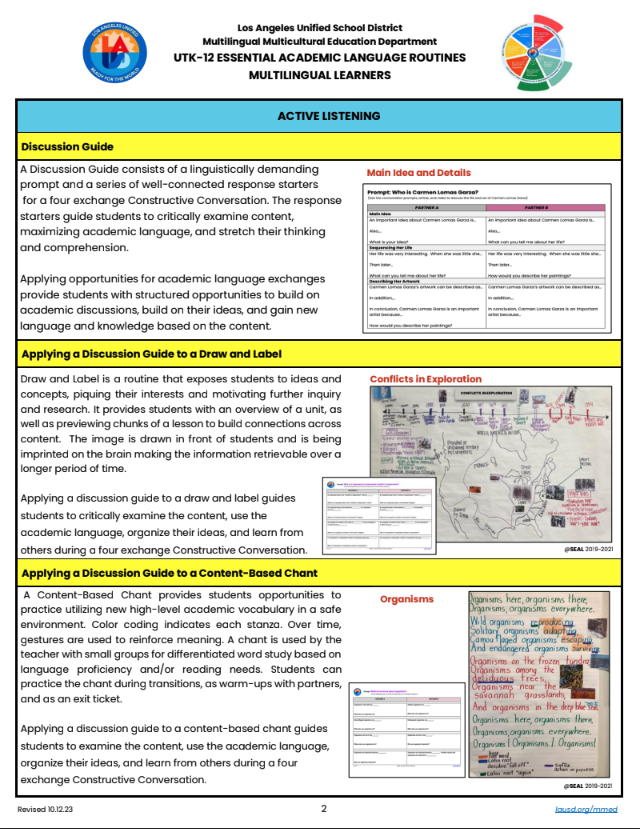 Los Angeles Unified School District
Multilingual Multicultural Education Department
UTK-12 ESSENTIAL ACADEMIC LANGUAGE ROUTINES
MULTILINGUAL LEARNERS
LOS ANGELES UNIFIED
READY FOR THE WORLD
ACTIVE LISTENING
Discussion Guide
A Discussion Guide consists of a linguistically demanding
prompt and a series of well-connected response starters
for a four exchange Constructive Conversation. The response
starters guide students to critically examine content,
maximizing academic language, and stretch their thinking
and comprehension.
Applying opportunities for academic language exchanges
provide students with structured opportunities to build on
academic discussions, build on their ideas, and gain new
language and knowledge based on the content.
Main Idea and Details
Prompt: Who is Carmen Lomas Garza?
PARTNER A PARTNER B
Main Idea
An important idea about Carmen Lomas Garza is... An important idea about Carmen Lomas Garza is...
Also,... Also,...
What is your idea? What can you tell me about her life?
Sequencing Her Life
Her life was very interesting. When she was little she... Her life was very interesting. When she was little she...
Then later... Then later...
What can you tell me about her life? How would you describe her paintings?
Describing Her Artwork
Carmen Lomas Garza's artwork can be described as... Carmen Lomas Garza's artwork can be described as...
In addition,... In addition,...
In conclusion, Carmen Lomas Garza is an important In conclusion, Carmen Lomas Garza is an important
artist because... artist because...
How would you describe her paintings?
Applying a Discussion Guide to a Draw and Label
Draw and Label is a routine that exposes students to ideas and
concepts, piquing their interests and motivating further inquiry
and research. It provides students with an overview of a unit, as
well as previewing chunks of a lesson to build connections across
content. The image is drawn in front of students and is being
imprinted on the brain making the information retrievable over a
longer period of time.
Applying a discussion guide to a draw and label guides
students to critically examine the content, use the
academic language, organize their ideas, and learn from
others during a four exchange Constructive Conversation.
Conflicts in Exploration
CONFLICTS IN EXPLORATION
@SEAL 2019-2021
Applying a Discussion Guide to a Content-Based Chant
A Content-Based Chant provides students opportunities to
practice utilizing new high-level academic vocabulary in a safe
environment. Color coding indicates each stanza. Over time,
gestures are used to reinforce meaning. A chant is used by the
teacher with small groups for differentiated word study based on
language proficiency and/or reading needs. Students can
practice the chant during transitions, as warm-ups with partners,
and as an exit ticket.
Applying a discussion guide to a content-based chant guides
students to examine the content, use the academic language,
organize their ideas, and learn from others during a four
exchange Constructive Conversation.
Organisms
Organisms here, organisms there,
Organisms, organisms everywhere.
Wild organisms reproducing,
Solitary organisms adapting,
Camouflaged organisms escaping,
And endangered organisms surviving
Organisms on the frozen tundra,
Organisms among the
deciduous trees,
Organisms near the
savannah grasslands,
And organisms in the deep blue sea.
Organisms here, organisms there,
Organisms, organisms everywhere.
Organisms! Organisms! Organisms!
@SEAL 2019-2021
Revised 10.12.23
2
lausd.org/mmed